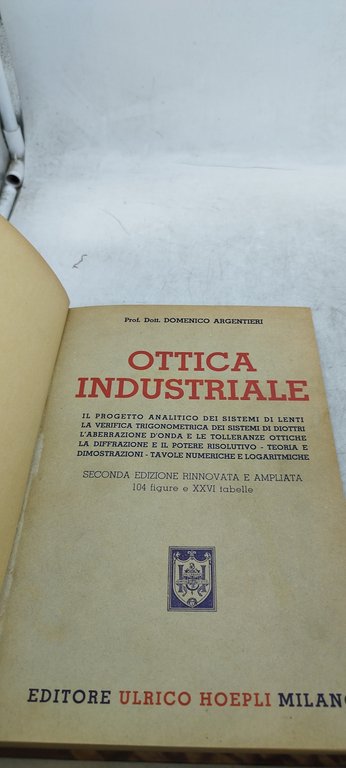 Prof. Dott. DOMENICO ARGENTIERI
OTTICA
INDUSTRIALE
IL PROGETTO ANALITICO DEI SISTEMI DI LENTI
LA VERIFICA TRIGONOMETRICA DEI SISTEMI DI DIOTTRI
L'ABERRAZIONE D'ONDA E LE TOLLERANZE OTTICHE
LA DIFFRAZIONE E IL POTERE RISOLUTIVO - TEORIA E
DIMOSTRAZIONI - TAVOLE NUMERICHE E LOGARITMICHE
SECONDA EDIZIONE RINNOVATA E AMPLIATA
104 figure e XXVI tabelle
EDITORE ULRICO HOEPLI MILANO